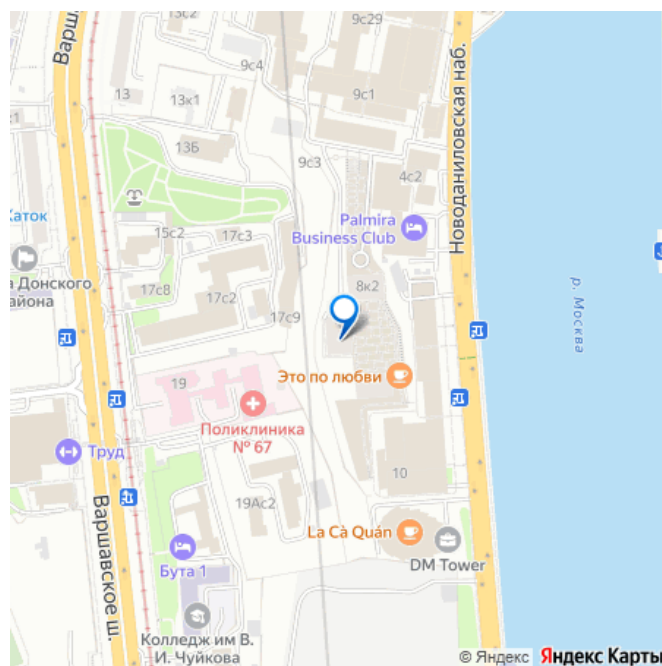 Варш
9с29
9с4
13
13к1
9с1
к1
13Б
9с3
4с2
Новоданиловская наб.
Каток
Palmira
Business Club
15с2
17с3
а Донского
айона
8к2
17с8
17с2
17с9
р. Москва
19
Это по любви
Поликлиника
№ 67
Труд
10
19Ас2
Варшавское ш.
La Cà Quán
DM Tower
Бута 1
Колледж им В.
И. Чуйкова
© Яндекс Яндекс Карты